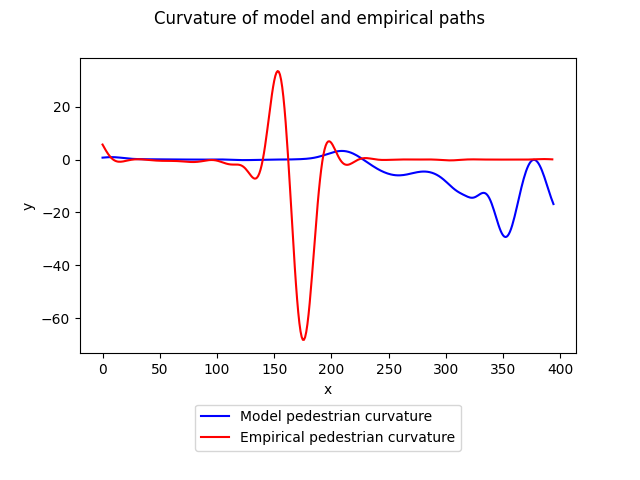 Curvature of model and empirical paths
20
0
−20
−40
−60
y
0 50 100 150 200 250 300 350 400
x
Model pedestrian curvature
Empirical pedestrian curvature